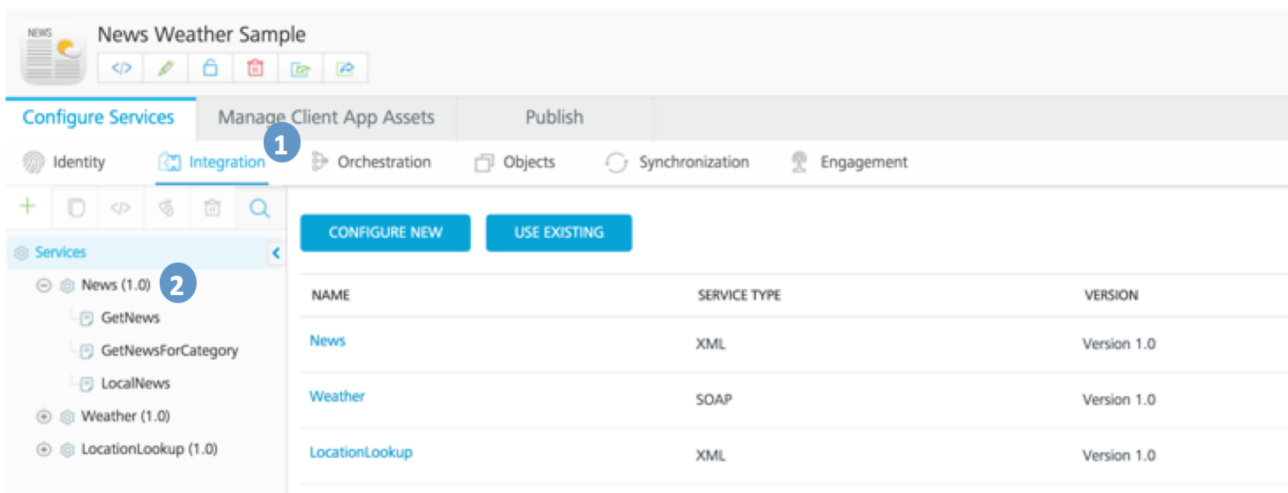 NEWS
News Weather Sample
</>
Configure Services Manage Client App Assets Publish
1
Identity Integration Orchestration Objects Synchronization Engagement
</>
CONFIGURE NEW USE EXISTING
Services
News (1.0) 2
NAME SERVICE TYPE VERSION
GetNews
News XML Version 1.0
GetNewsForCategory
LocalNews
Weather SOAP Version 1.0
Weather (1.0)
LocationLookup (1.0)
LocationLookup XML Version 1.0